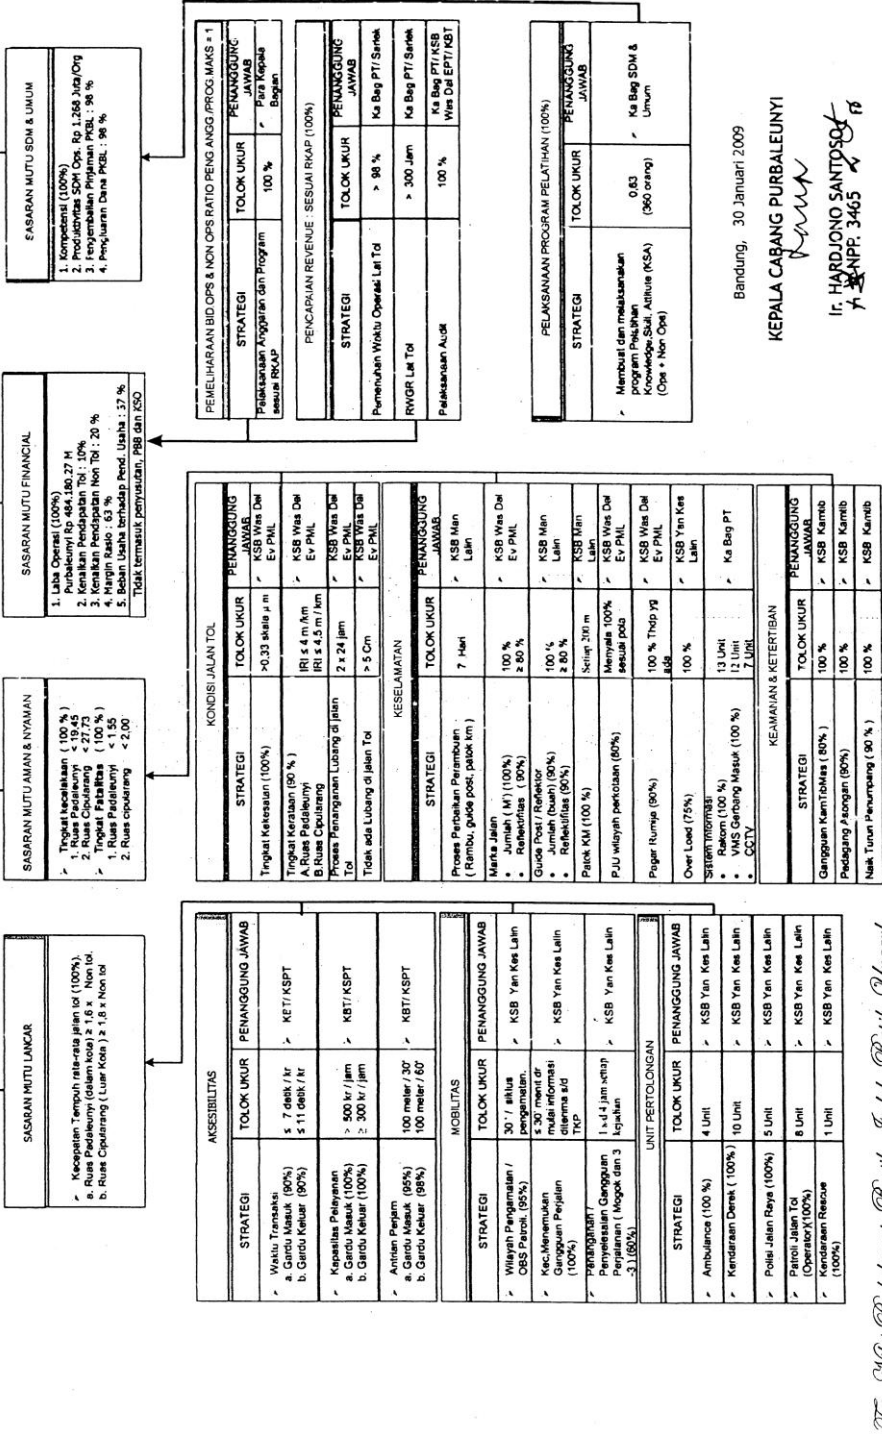 SASARAN MUTU LANCAR
Kecepatan Tempuh rata-rata jalan tol (100%).
a. Ruas Padaleunyi (dalam kota) ≥ 1,6 x Non tol.
b. Ruas Cipularang ( Luar Kota ) ≥ 1,8 x Non tol
SASARAN MUTU AMAN & NYAMAN
Tingkat kecelakaan ( 100 % )
1. Ruas Padaleunyi < 19,45
2. Ruas Cipularang < 27,73
Tingkat Fatalitas ( 100 % )
1. Ruas Padaleunyi < 1.55
2. Ruas cipularang < 2,00
SASARAN MUTU FINANCIAL
1. Laba Operasi (100%)
Purbaleunyi Rp 484.180.27 M
2. Kenaikan Pendapatan Tol : 10%
3. Kenaikan Pendapatan Non Tol : 20 %
4. Margin Rasio : 63 %
5. Beban Usaha terhadap Pend. Usaha : 37 %
Tidak termasuk penyusutan, PBB dan KSO
SASARAN MUTU SDM & UMUM
1. Kompetensi (100%)
2. Produktivitas SDM Ops. Rp 1.268 Juta/Org
3. Pengembalian Pinjaman PKBL : 98 %
4. Pengluaran Dana PKBL : 98 %
AKSESIBILITAS
STRATEGI TOLOK UKUR PENANGGUNG JAWAB
Waktu Transaksi
a. Gardu Masuk (90%) ≤ 7 detik / kr KBT/ KSPT
b. Gardu Keluar (90%) ≤ 11 detik / kr
Kapasitas Pelayanan
a. Gardu Masuk (100%) > 500 kr / jam KBT/ KSPT
b. Gardu Keluar (100%) ≥ 300 kr / jam
Antrian Perjam
a. Gardu Masuk (95%) 100 meter / 30' KBT/ KSPT
b. Gardu Keluar (98%) 100 meter / 60'
MOBILITAS
STRATEGI TOLOK UKUR PENANGGUNG JAWAB
Wilayah Pengamatan / 30' / siklus KSB Yan Kes Lalin
OBS Patroli. (95%) pengamatan.
Kec,Menemukan ≤ 30' menit dr KSB Yan Kes Lalin
Gangguan Perjalan mulai informasi
(100%) diterima s/d
TKP
Penanganan / 1 s.d 4 jam setiap KSB Yan Kes Lalin
Penyelesaian Gangguan kejadian
Perjalanan ( Mogok dan 3
-3 ) (60%)
UNIT PERTOLONGAN
STRATEGI TOLOK UKUR PENANGGUNG JAWAB
Ambulance (100 %) 4 Unit KSB Yan Kes Lalin
Kendaraan Derek ( 100% ) 10 Unit KSB Yan Kes Lalin
Polisi Jalan Raya (100%) 5 Unit KSB Yan Kes Lalin
Patroli Jalan Tol 8 Unit KSB Yan Kes Lalin
(Operator)(100%)
Kendaraan Rescue 1 Unit KSB Yan Kes Lalin
(100%)
KONDISI JALAN TOL
STRATEGI TOLOK UKUR PENANGGUNG JAWAB
Tingkat Kekesatan (100%) >0,33 skala µ m KSB Was Dal Ev PML
Tingkat Kerataan (90 % ) KSB Was Dal Ev PML
A. Ruas Padaleunyi IRI ≤ 4 m /km
B. Ruas Cipularang IRI ≤ 4,5 m / km
Proses Penanganan Lubang di jalan Tol 2 x 24 jam KSB Was Dal Ev PML
Tidak ada Lubang di jalan Tol > 5 Cm KSB Was Dal Ev PML
KESELAMATAN
STRATEGI TOLOK UKUR PENANGGUNG JAWAB
Proses Perbaikan Perambuan 7 Hari KSB Man Lalin
( Rambu, guide post, patok km )
Marka Jalan KSB Was Dal Ev PML
• Jumlah ( M') (100%) 100 %
• Reflektifitas ( 90%) ≥ 80 %
Guide Post / Reflektor KSB Man Lalin
• Jumlah (buah) (90%) 100 %
• Reflektifitas (90%) ≥ 80 %
Patok KM (100 %) Setiap 200 m KSB Man Lalin
PJU wilayah perkotaan (80%) Menyala 100% sesuai pola KSB Was Dal Ev PML
Pagar Rumija (90%) 100 % Thdp yg ada KSB Was Dal Ev PML
Over Load (75%) 100 % KSB Yan Kes Lalin
Sistem Informasi Ka Bag PT
• Rakom (100 %) 13 Unit
• VMS Gerbang Masuk (100 %) 12 Unit
• CCTV 7 Unit
KEAMANAN & KETERTIBAN
STRATEGI TOLOK UKUR PENANGGUNG JAWAB
Gangguan KamTibMas ( 80% ) 100 % KSB Kamtib
Pedagang Asongan (90%) 100 % KSB Kamtib
Naik Turun Penumpang ( 90 % ) 100 % KSB Kamtib
PEMELIHARAAN BID OPS & NON OPS RATIO PENG ANGG /PROG MAKS = 1
STRATEGI TOLOK UKUR PENANGGUNG JAWAB
Pelaksanaan Anggaran dan Program sesuai RKAP 100 % Para Kepala Bagian
PENCAPAIAN REVENUE : SESUAI RKAP (100%)
STRATEGI TOLOK UKUR PENANGGUNG JAWAB
Pemenuhan Waktu Operasi Lat Tol > 98 % Ka Bag PT/ Sartek
RWGR Lat Tol > 300 Jam Ka Bag PT/ Sartek
Pelaksanaan Audit 100 % Ka Bag PT/ KSB
Was Dal EPT/ KBT
PELAKSANAAN PROGRAM PELATIHAN (100%)
STRATEGI TOLOK UKUR PENANGGUNG JAWAB
Membuat dan melaksanakan 0,63 Ka Bag SDM &
program Pelatihan (360 orang) Umum
Knowledge,Skill, Attitute (KSA)
(Ops + Non Ops)
Bandung, 30 Januari 2009
KEPALA CABANG PURBALEUNYI
Ir. HARDJONO SANTOSO
NPP. 3465